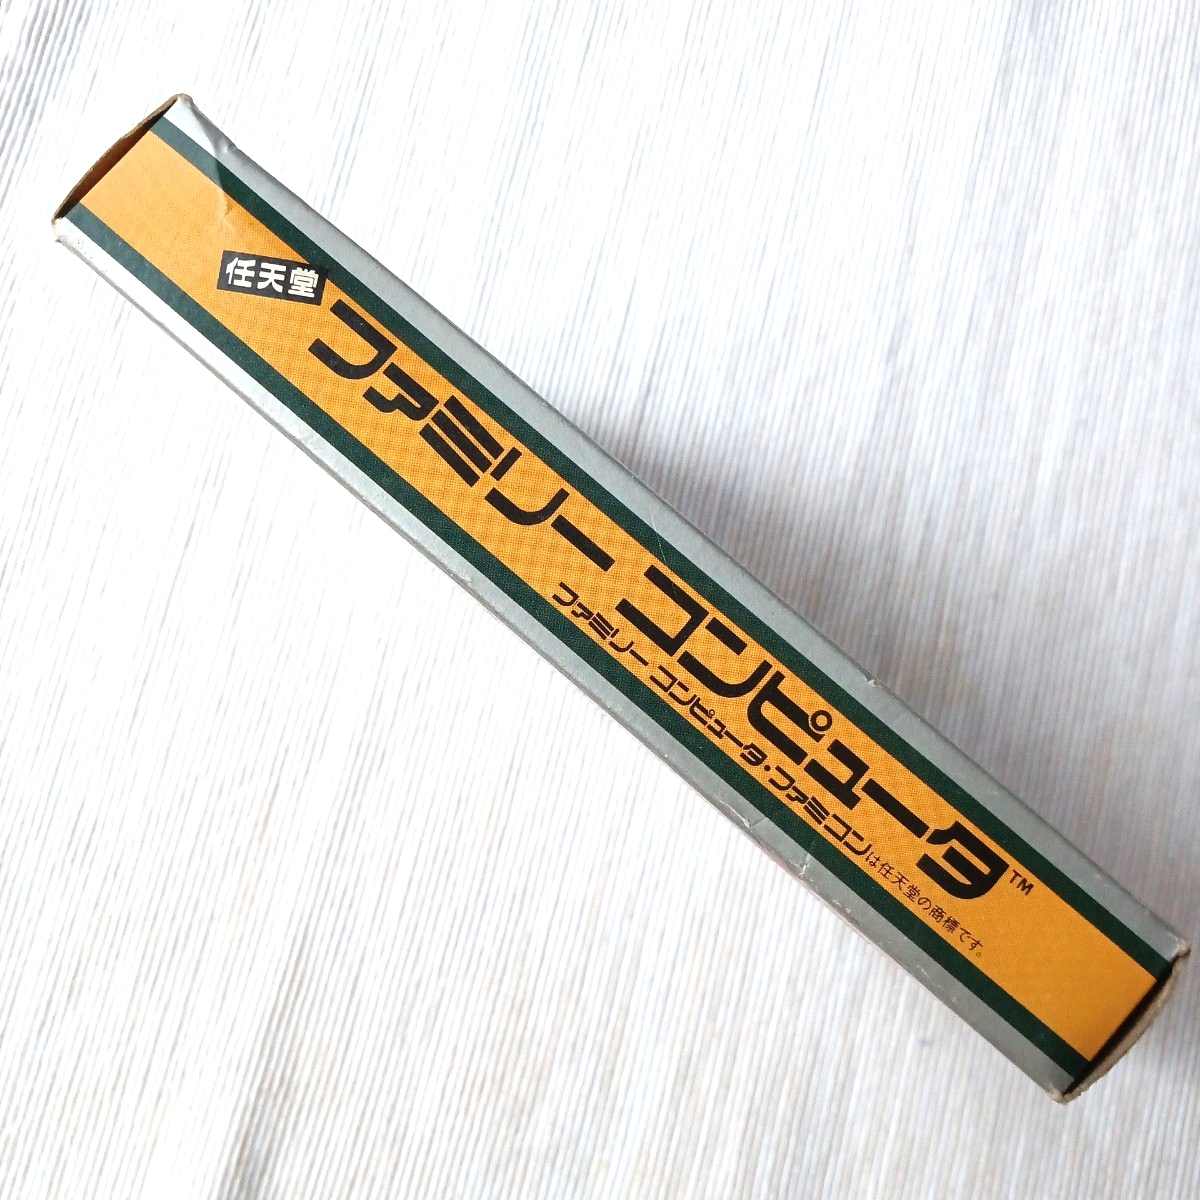 任天堂
ファミリー コンピュータ™
ファミリー コンピュータ・ファミコンは任天堂の商標です。